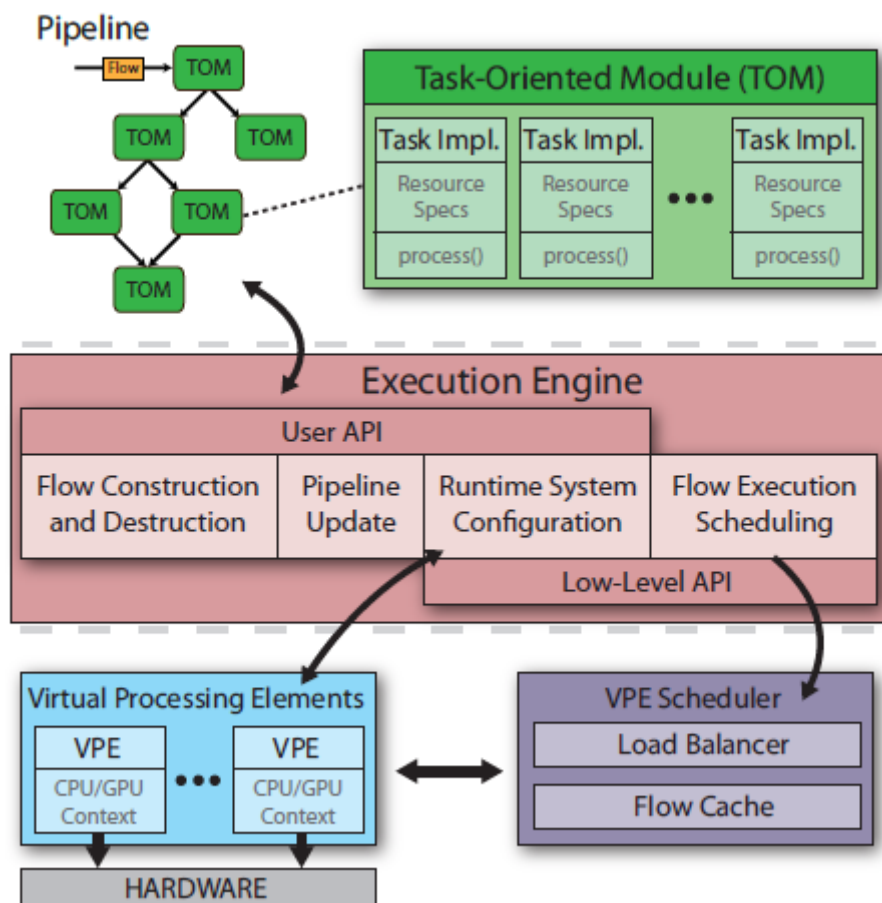 Pipeline
Flow
TOM
TOM
TOM
TOM
TOM
TOM
Task-Oriented Module (TOM)
Task Impl.
Resource
Specs
process()
Task Impl.
Resource
Specs
process()
Task Impl.
Resource
Specs
process()
Execution Engine
User API
Flow Construction
and Destruction
Pipeline
Update
Runtime System
Configuration
Flow Execution
Scheduling
Low-Level API
Virtual Processing Elements
VPE
CPU/GPU
Context
VPE
CPU/GPU
Context
HARDWARE
VPE Scheduler
Load Balancer
Flow Cache